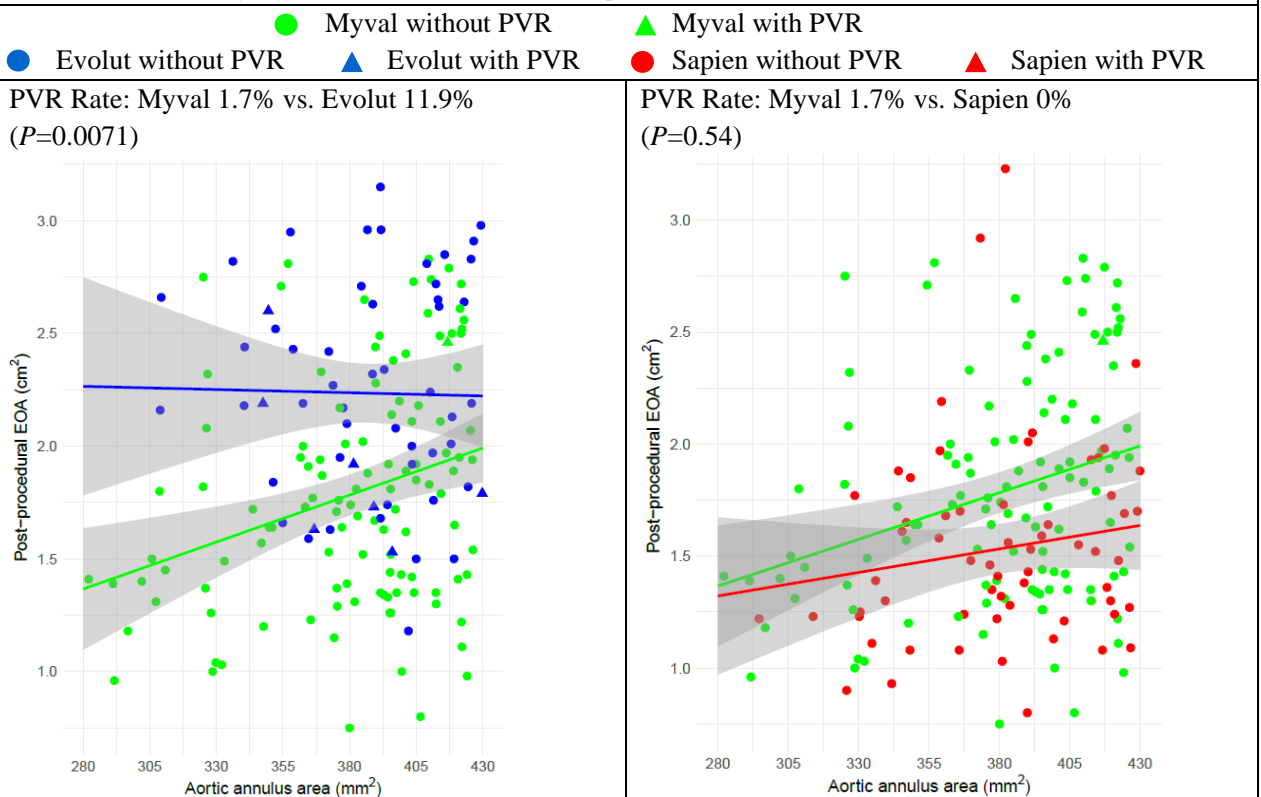 Myval without PVR Myval with PVR
Evolut without PVR Evolut with PVR Sapien without PVR Sapien with PVR
PVR Rate: Myval 1.7% vs. Evolut 11.9%
(P=0.0071)
3.0
2.5
2.0
1.5
1.0
Post−procedural EOA (cm²)
280 305 330 355 380 405 430
Aortic annulus area (mm²)
PVR Rate: Myval 1.7% vs. Sapien 0%
(P=0.54)
3.0
2.5
2.0
1.5
1.0
Post−procedural EOA (cm²)
280 305 330 355 380 405 430
Aortic annulus area (mm²)